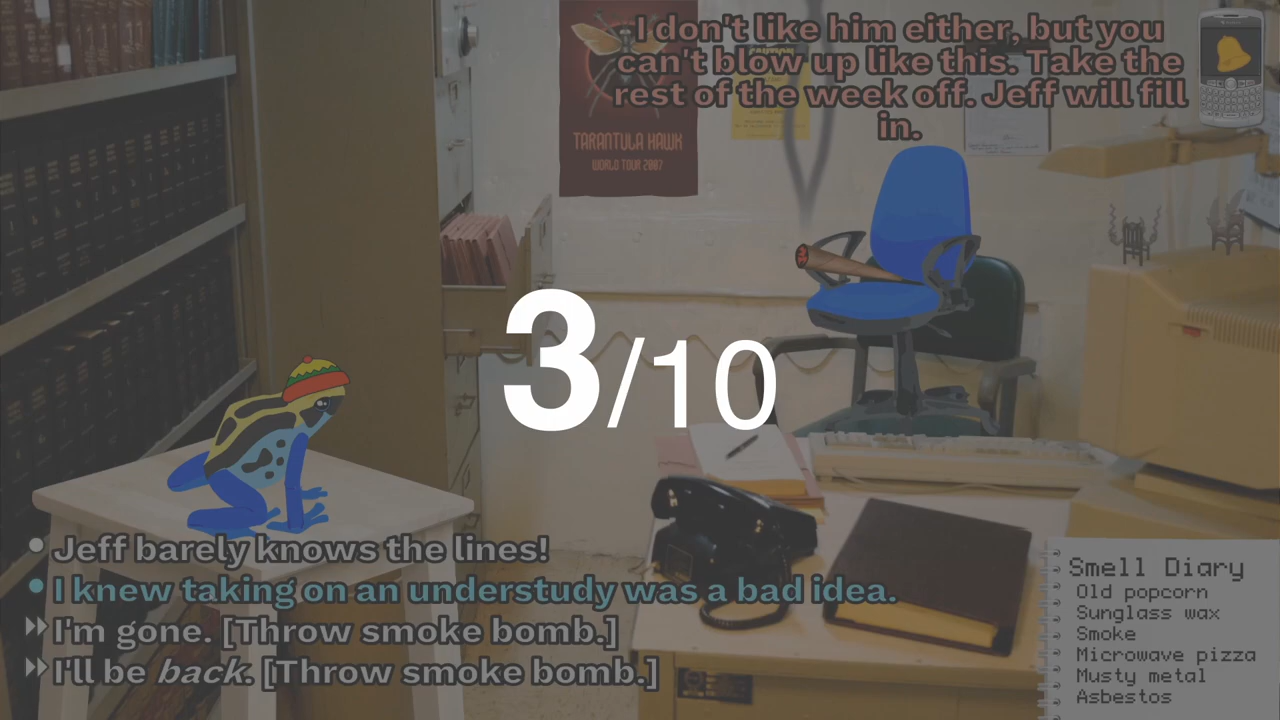 I don't like him either, but you
can't blow up like this. Take the
rest of the week off. Jeff will fill
in.
CAUTION
TARANTULA HAWK
WORLD TOUR 2007
3/10
• Jeff barely knows the lines!
• I knew taking on an understudy was a bad idea.
I'm gone. [Throw smoke bomb.]
I'll be back. [Throw smoke bomb.]
Smell Diary
Old popcorn
Sunglass wax
Smoke
Microwave pizza
Musty metal
Asbestos